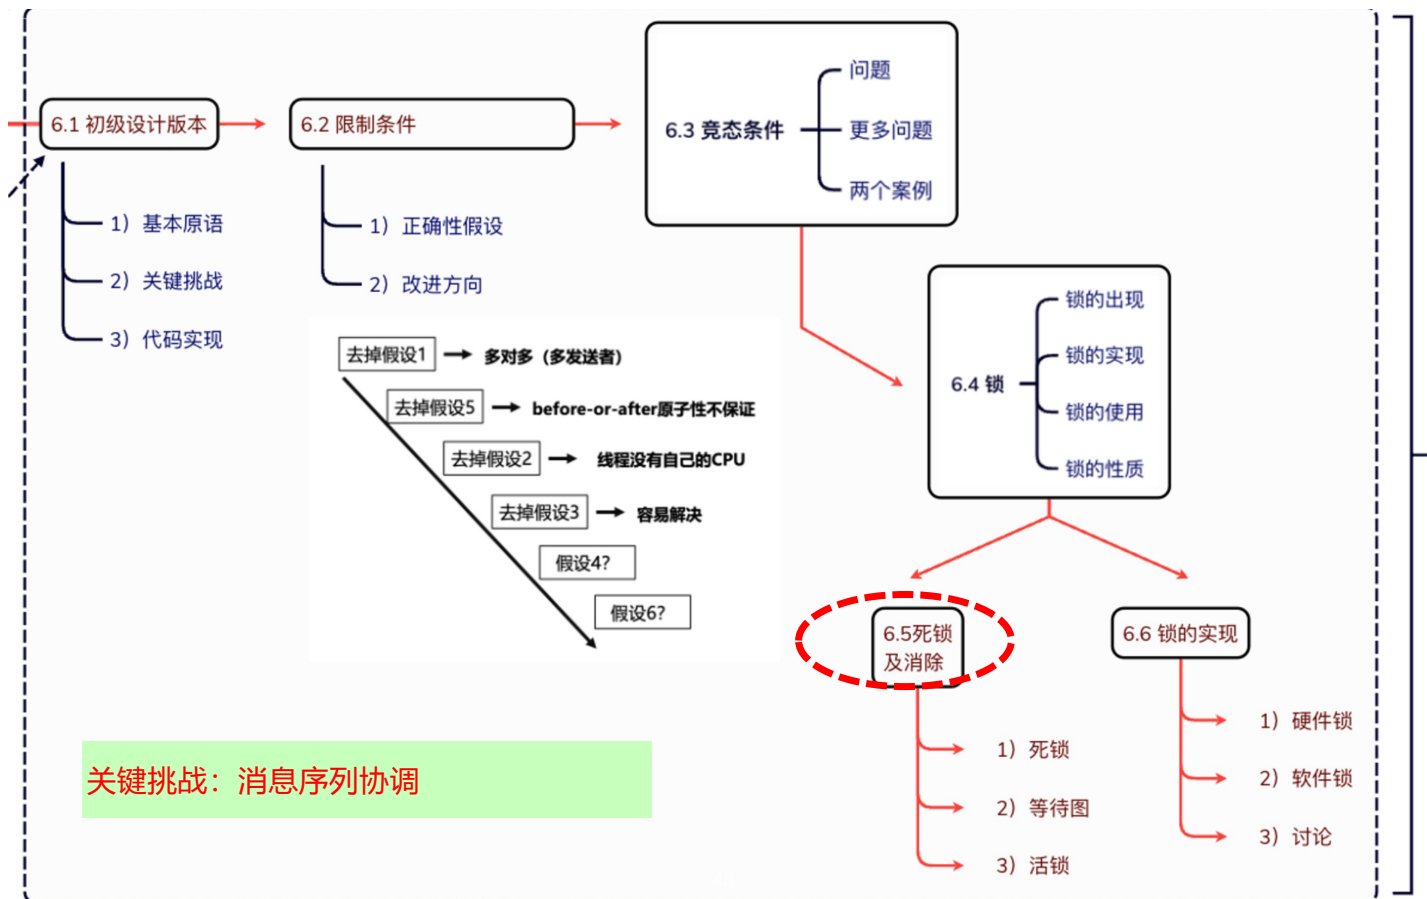 6.1 初级设计版本
1）基本原语
2）关键挑战
3）代码实现
6.2 限制条件
1）正确性假设
2）改进方向
6.3 竞态条件
问题
更多问题
两个案例
去掉假设1
多对多（多发送者）
去掉假设5
before-or-after原子性不保证
去掉假设2
线程没有自己的CPU
去掉假设3
容易解决
假设4?
假设6?
6.4 锁
锁的出现
锁的实现
锁的使用
锁的性质
6.5死锁
及消除
1）死锁
2）等待图
3）活锁
6.6 锁的实现
1）硬件锁
2）软件锁
3）讨论
关键挑战：消息序列协调